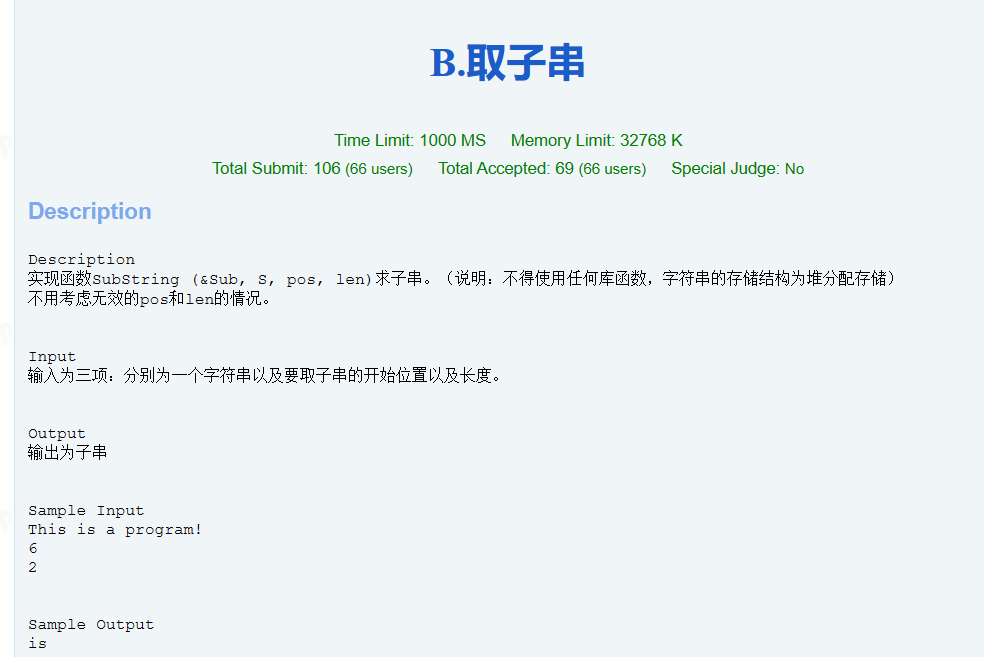 B.取子串
Time Limit: 1000 MS Memory Limit: 32768 K
Total Submit: 106 (66 users) Total Accepted: 69 (66 users) Special Judge: No
Description
Description
实现函数SubString (&Sub, S, pos, len)求子串。（说明：不得使用任何库函数，字符串的存储结构为堆分配存储）
不用考虑无效的pos和len的情况。
Input
输入为三项：分别为一个字符串以及要取子串的开始位置以及长度。
Output
输出为子串
Sample Input
This is a program!
6
2
Sample Output
is